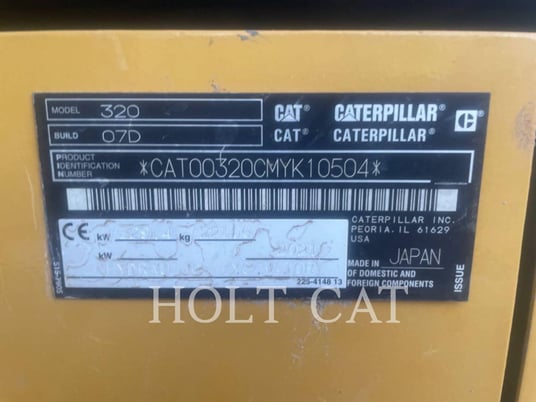 MODEL 320 CAT® CATERPILLAR® C
BUILD 07D CAT® CATERPILLAR®
PRODUCT IDENTIFICATION NUMBER *CAT00320CMYK10504*
CATERPILLAR INC.
PEORIA, IL 61629
USA
CE kW kg
kW
MADE IN JAPAN
OF DOMESTIC AND
FOREIGN COMPONENTS
225-4148 13
ISSUE
HOLT CAT